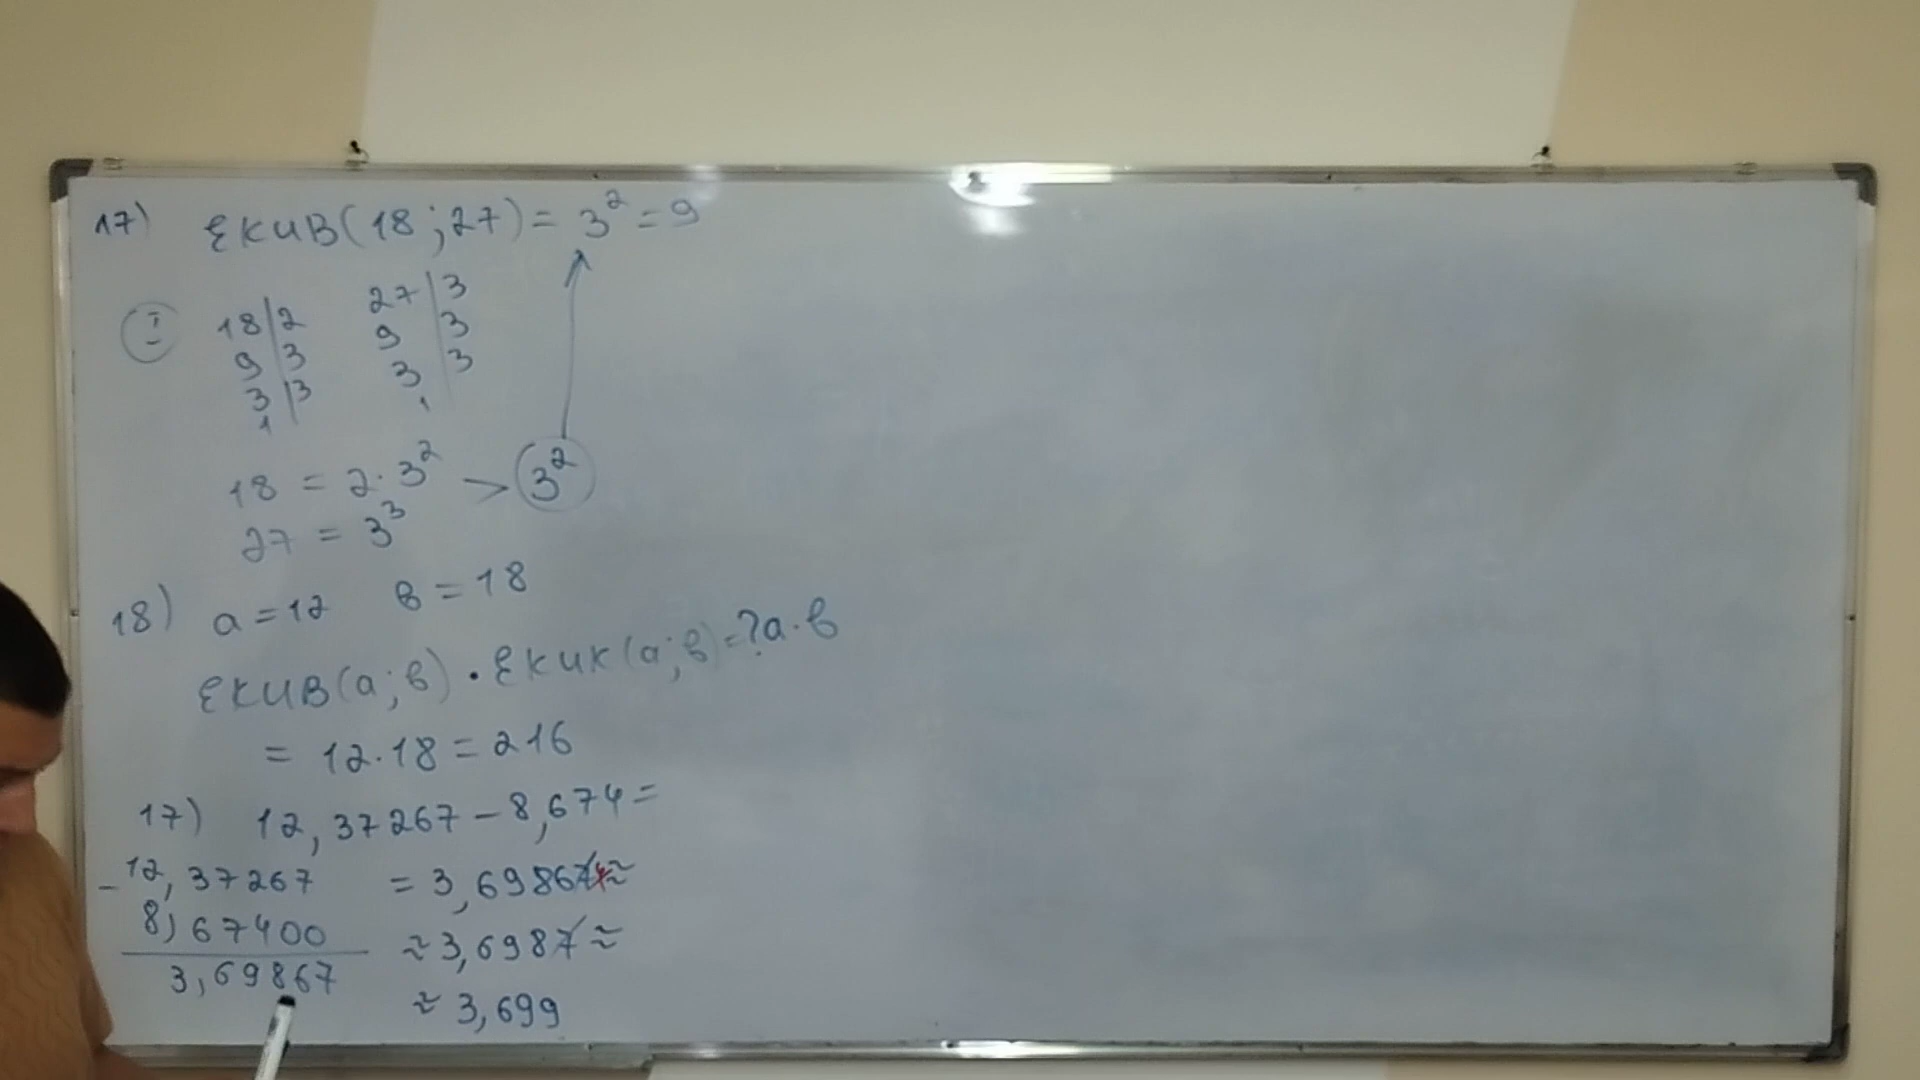 17) ƐKUB(18;27) = 3² = 9
I 18|2 27|3
9|3 9|3
3|3 3|3
1 1
18 = 2·3² > 3²
27 = 3³
18) a = 12 в = 18
ƐKUB(a;в) · ƐKUK(a;в) =? a·в
= 12·18 = 216
17) 12,37267 – 8,674 =
- 12,37267 = 3,69867 ≈
8,67400 ≈ 3,6987 ≈
3,69867 ≈ 3,699